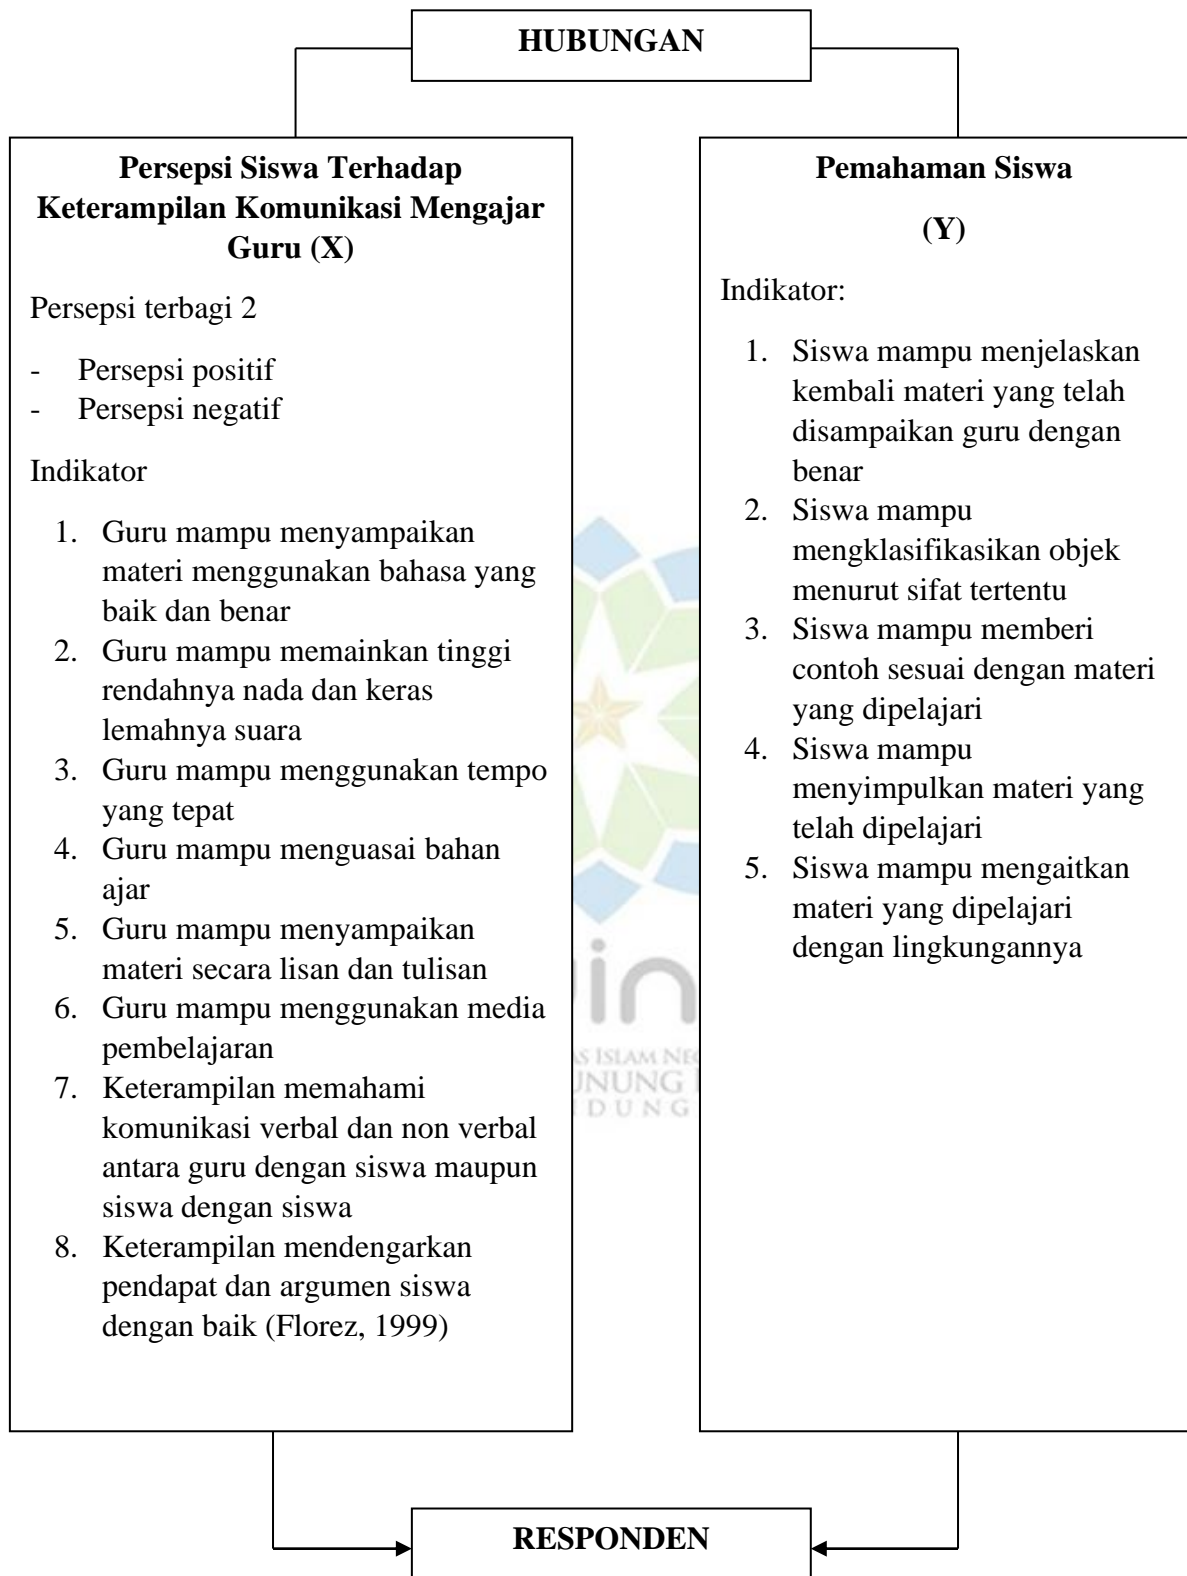 HUBUNGAN
Persepsi Siswa Terhadap
Keterampilan Komunikasi Mengajar
Guru (X)
Persepsi terbagi 2
- Persepsi positif
- Persepsi negatif
Indikator
1. Guru mampu menyampaikan
materi menggunakan bahasa yang
baik dan benar
2. Guru mampu memainkan tinggi
rendahnya nada dan keras
lemahnya suara
3. Guru mampu menggunakan tempo
yang tepat
4. Guru mampu menguasai bahan
ajar
5. Guru mampu menyampaikan
materi secara lisan dan tulisan
6. Guru mampu menggunakan media
pembelajaran
7. Keterampilan memahami
komunikasi verbal dan non verbal
antara guru dengan siswa maupun
siswa dengan siswa
8. Keterampilan mendengarkan
pendapat dan argumen siswa
dengan baik (Florez, 1999)
Pemahaman Siswa
(Y)
Indikator:
1. Siswa mampu menjelaskan
kembali materi yang telah
disampaikan guru dengan
benar
2. Siswa mampu
mengklasifikasikan objek
menurut sifat tertentu
3. Siswa mampu memberi
contoh sesuai dengan materi
yang dipelajari
4. Siswa mampu
menyimpulkan materi yang
telah dipelajari
5. Siswa mampu mengaitkan
materi yang dipelajari
dengan lingkungannya
ISLAM
RESPONDEN